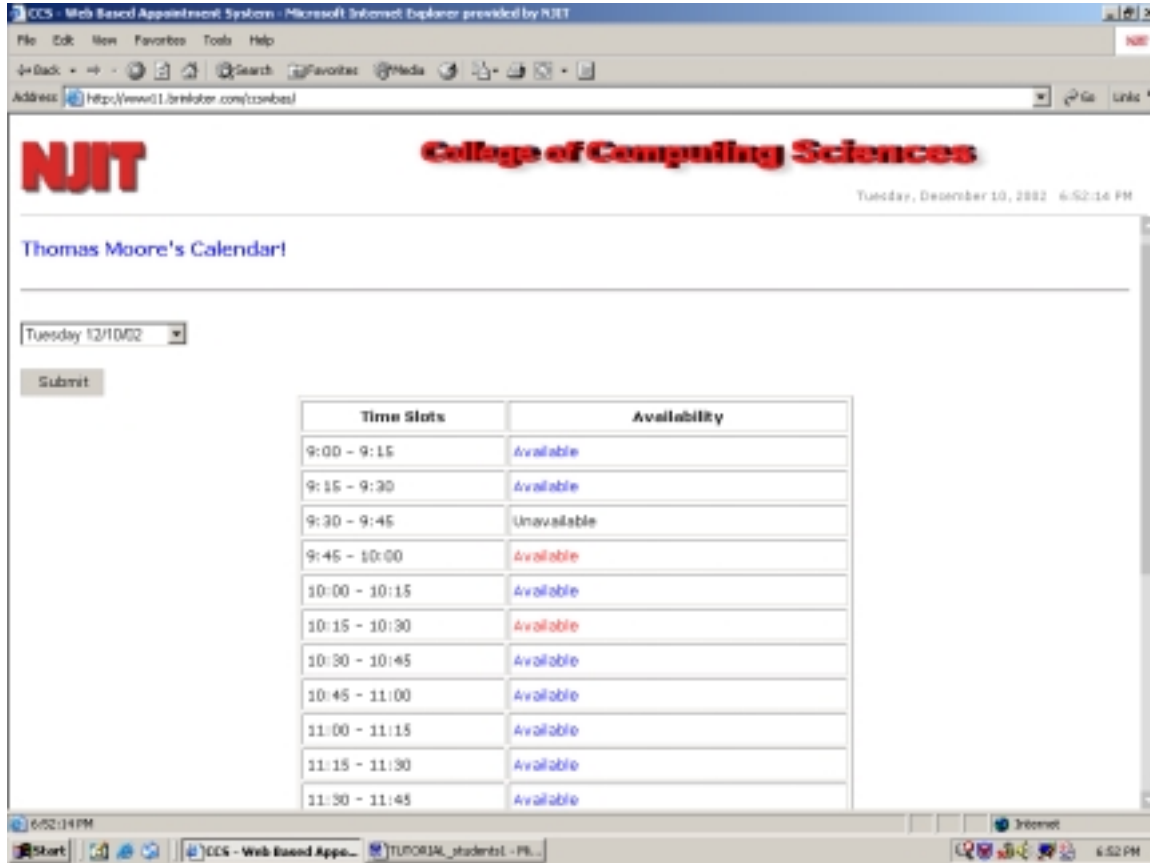 CCS - Web Based Appointment System - Microsoft Internet Explorer provided by NJIT
File Edit View Favorites Tools Help
NJIT
Back Search Favorites Media
Address Go Links
NJIT
College of Computing Sciences
Tuesday, December 10, 2002 6:52:14 PM
Thomas Moore's Calendar!
Tuesday 12/10/02
Submit
Time Slots Availability
9:00 - 9:15 Available
9:15 - 9:30 Available
9:30 - 9:45 Unavailable
9:45 - 10:00 Available
10:00 - 10:15 Available
10:15 - 10:30 Available
10:30 - 10:45 Available
10:45 - 11:00 Available
11:00 - 11:15 Available
11:15 - 11:30 Available
11:30 - 11:45 Available
6:52:14 PM Internet
Start CCS - Web Based Appo... TUTORIAL_students1 - Mi... 6:52 PM